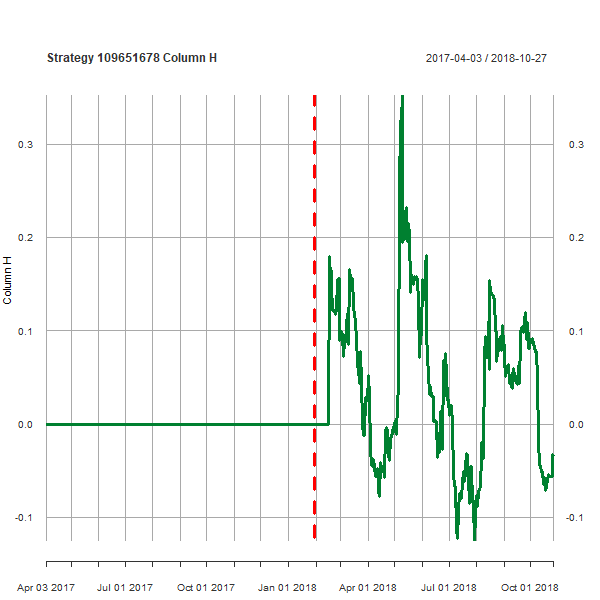 Strategy 109651678 Column H 2017-04-03 / 2018-10-27
0.3 0.3
0.2 0.2
0.1 0.1
0.0 0.0
-0.1 -0.1
Column H
Apr 03 2017 Jul 01 2017 Oct 01 2017 Jan 01 2018 Apr 01 2018 Jul 01 2018 Oct 01 2018